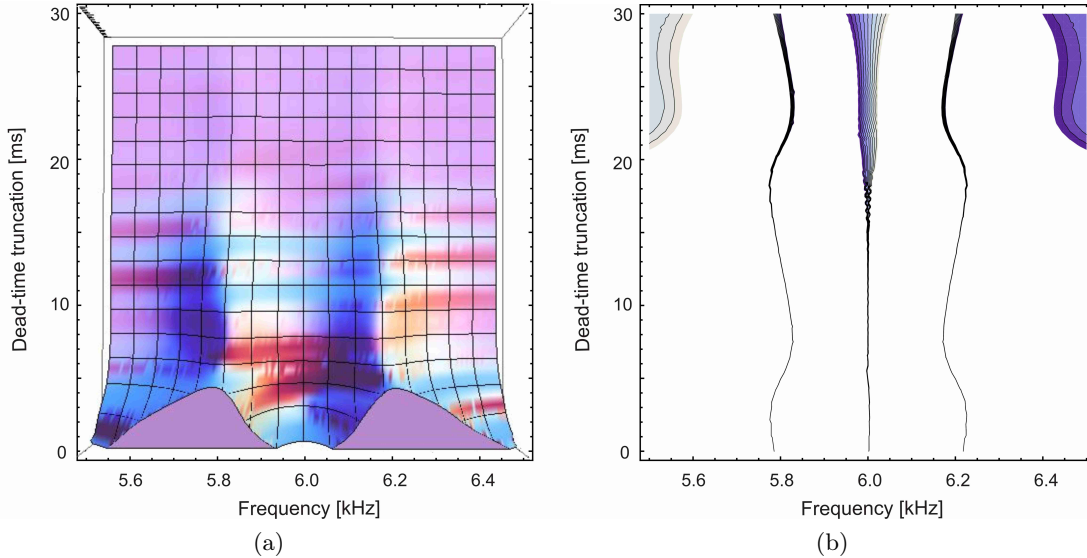 30
20
10
0
Dead-time truncation [ms]
5.6 5.8 6.0 6.2 6.4
Frequency [kHz]
(a)
30
20
10
0
Dead-time truncation [ms]
5.6 5.8 6.0 6.2 6.4
Frequency [kHz]
(b)